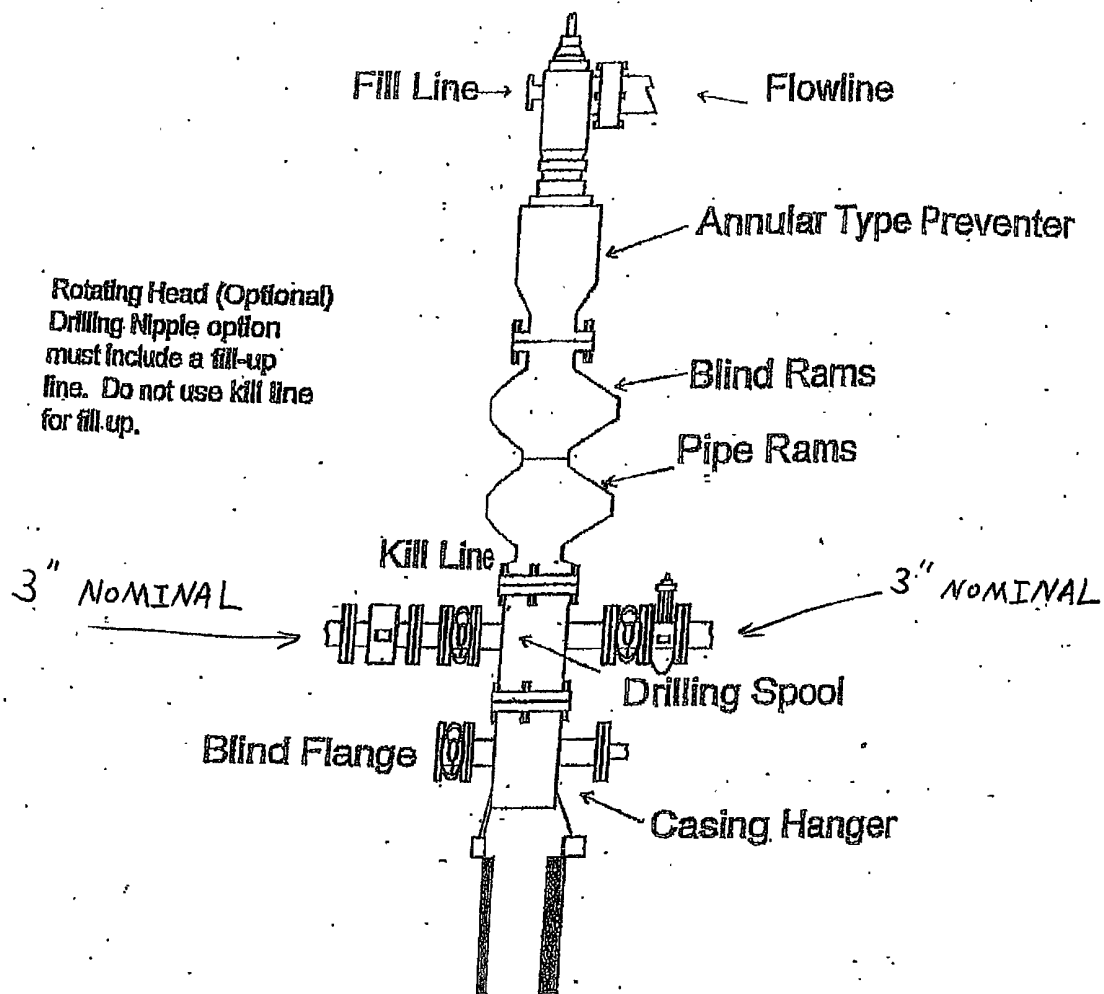 Fill Line
Flowline
Annular Type Preventer
Rotating Head (Optional)
Drilling Nipple option
must include a fill-up
line. Do not use kill line
for fill up.
Blind Rams
Pipe Rams
Kill Line
3" NOMINAL
3" NOMINAL
Drilling Spool
Blind Flange
Casing Hanger